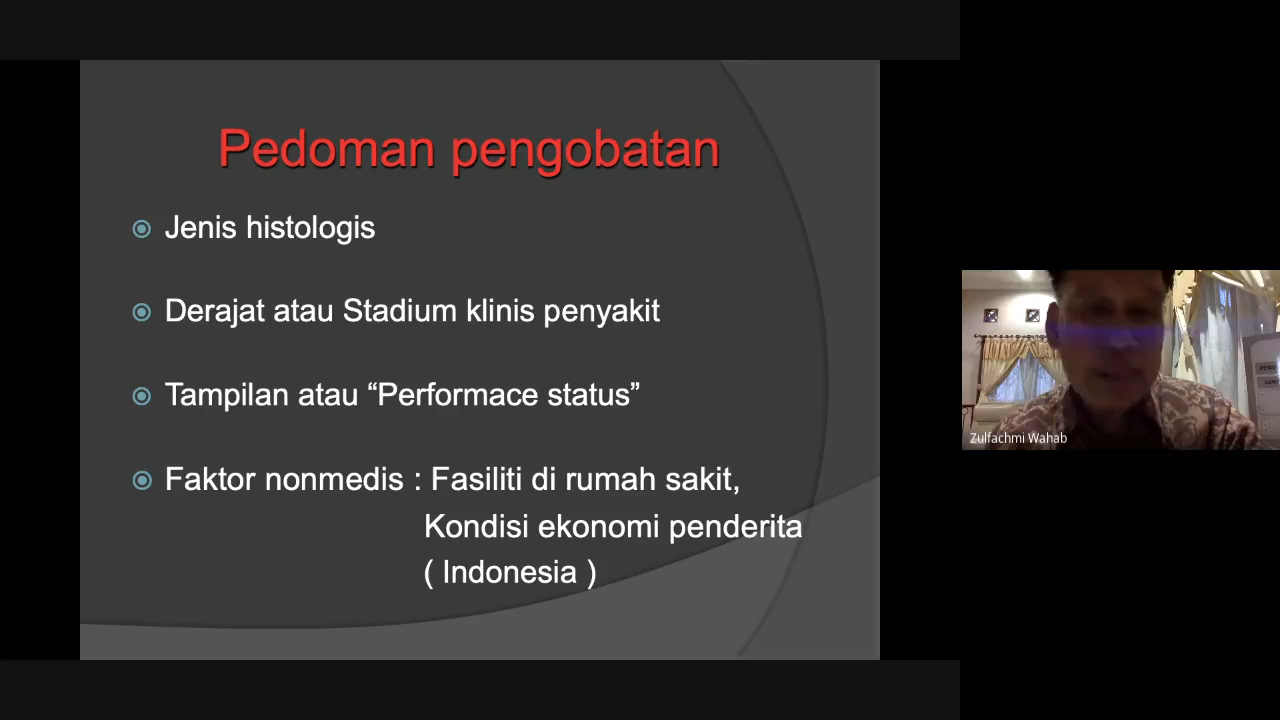 Pedoman pengobatan
Jenis histologis
Derajat atau Stadium klinis penyakit
Tampilan atau “Performace status”
Faktor nonmedis : Fasiliti di rumah sakit,
Kondisi ekonomi penderita
( Indonesia )
Zulfachmi Wahab